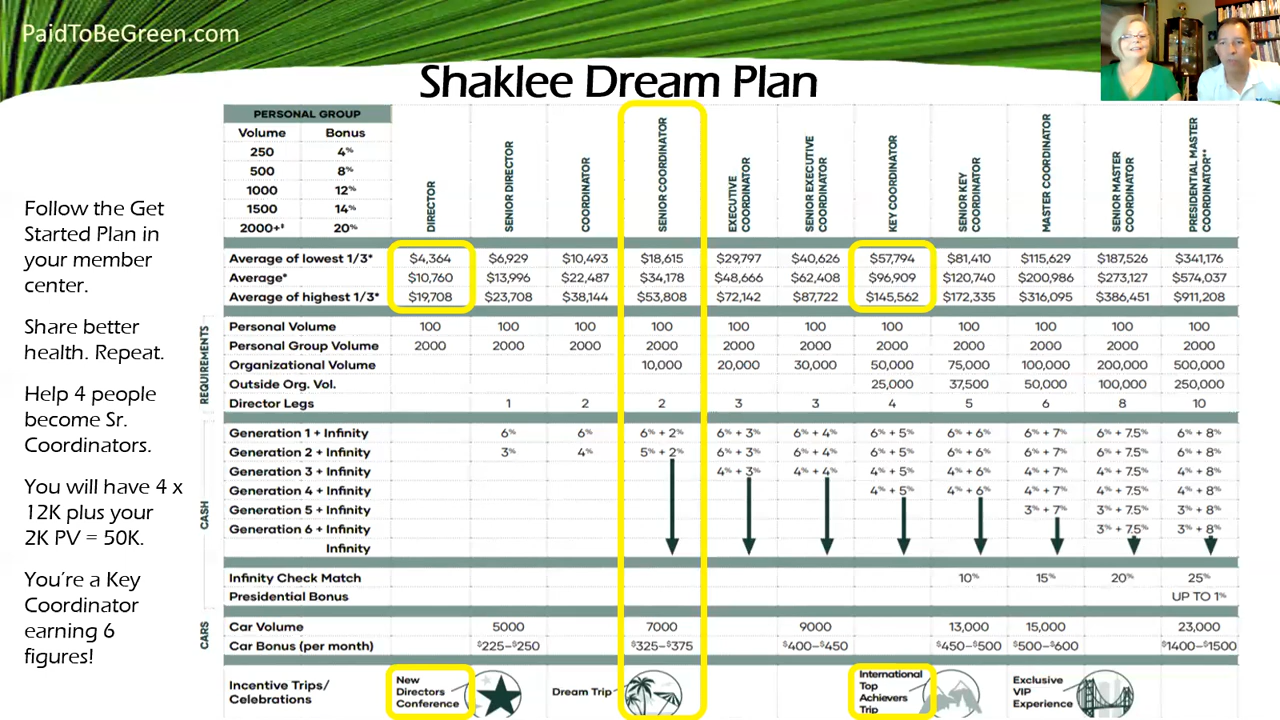 PaidToBeGreen.com
Shaklee Dream Plan
Follow the Get
Started Plan in
your member
center.
Share better
health. Repeat.
Help 4 people
become Sr.
Coordinators.
You will have 4 x
12K plus your
2K PV = 50K.
You're a Key
Coordinator
earning 6
figures!
PERSONAL GROUP
Volume Bonus
250 4%
500 8%
1000 12%
1500 14%
2000+‡ 20%
DIRECTOR
SENIOR DIRECTOR
COORDINATOR
SENIOR COORDINATOR
EXECUTIVE
COORDINATOR
SENIOR EXECUTIVE
COORDINATOR
KEY COORDINATOR
SENIOR KEY
COORDINATOR
MASTER COORDINATOR
SENIOR MASTER
COORDINATOR
PRESIDENTIAL MASTER
COORDINATOR**
Average of lowest 1/3* $4,364 $6,929 $10,493 $18,615 $29,797 $40,626 $57,794 $81,410 $115,629 $187,526 $341,176
Average* $10,760 $13,996 $22,487 $34,178 $48,666 $62,408 $96,909 $120,740 $200,986 $273,127 $574,037
Average of highest 1/3* $19,708 $23,708 $38,144 $53,808 $72,142 $87,722 $145,562 $172,335 $316,095 $386,451 $911,208
REQUIREMENTS
Personal Volume 100 100 100 100 100 100 100 100 100 100 100
Personal Group Volume 2000 2000 2000 2000 2000 2000 2000 2000 2000 2000 2000
Organizational Volume 10,000 20,000 30,000 50,000 75,000 100,000 200,000 500,000
Outside Org. Vol. 25,000 37,500 50,000 100,000 250,000
Director Legs 1 2 2 3 3 4 5 6 8 10
CASH
Generation 1 + Infinity 6% 6% 6% + 2% 6% + 3% 6% + 4% 6% + 5% 6% + 6% 6% + 7% 6% + 7.5% 6% + 8%
Generation 2 + Infinity 3% 4% 5% + 2% 6% + 3% 6% + 4% 6% + 5% 6% + 6% 6% + 7% 6% + 7.5% 6% + 8%
Generation 3 + Infinity 4% + 3% 4% + 4% 4% + 5% 4% + 6% 4% + 7% 4% + 7.5% 4% + 8%
Generation 4 + Infinity 4% + 5% 4% + 6% 4% + 7% 4% + 7.5% 4% + 8%
Generation 5 + Infinity 3% + 7% 4% + 7.5% 3% + 8%
Generation 6 + Infinity 3% + 7.5% 3% + 8%
Infinity
Infinity Check Match 10% 15% 20% 25%
Presidential Bonus UP TO 1%
CARS
Car Volume 5000 7000 9000 13,000 15,000 23,000
Car Bonus (per month) $225–$250 $325–$375 $400–$450 $450–$500 $500–$600 $1400–$1500
Incentive Trips/
Celebrations
New
Directors
Conference
Dream Trip
International
Top
Achievers
Trip
Exclusive
VIP
Experience